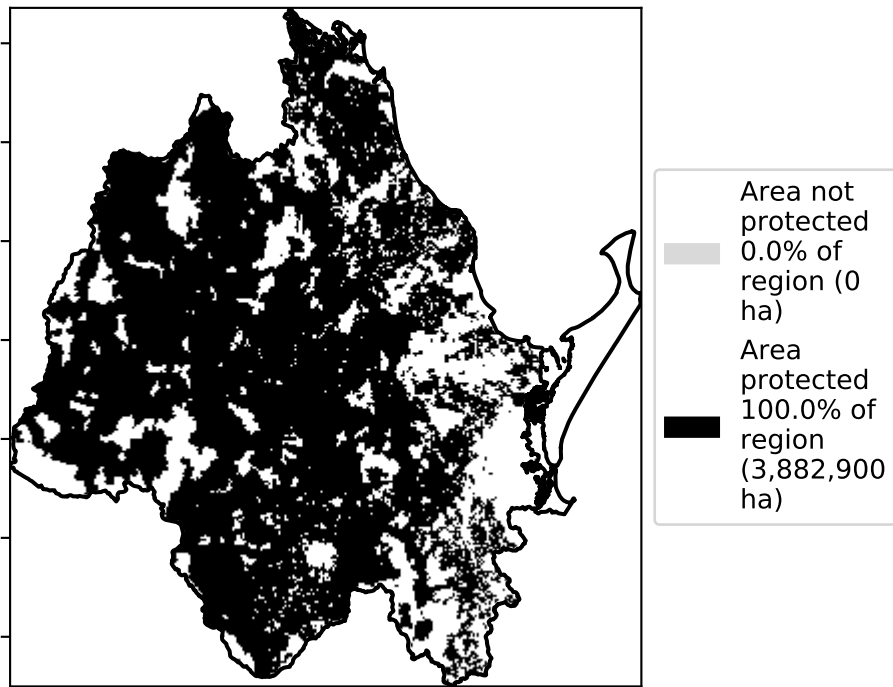 Area not
protected
0.0% of
region (0
ha)
Area
protected
100.0% of
region
(3,882,900
ha)